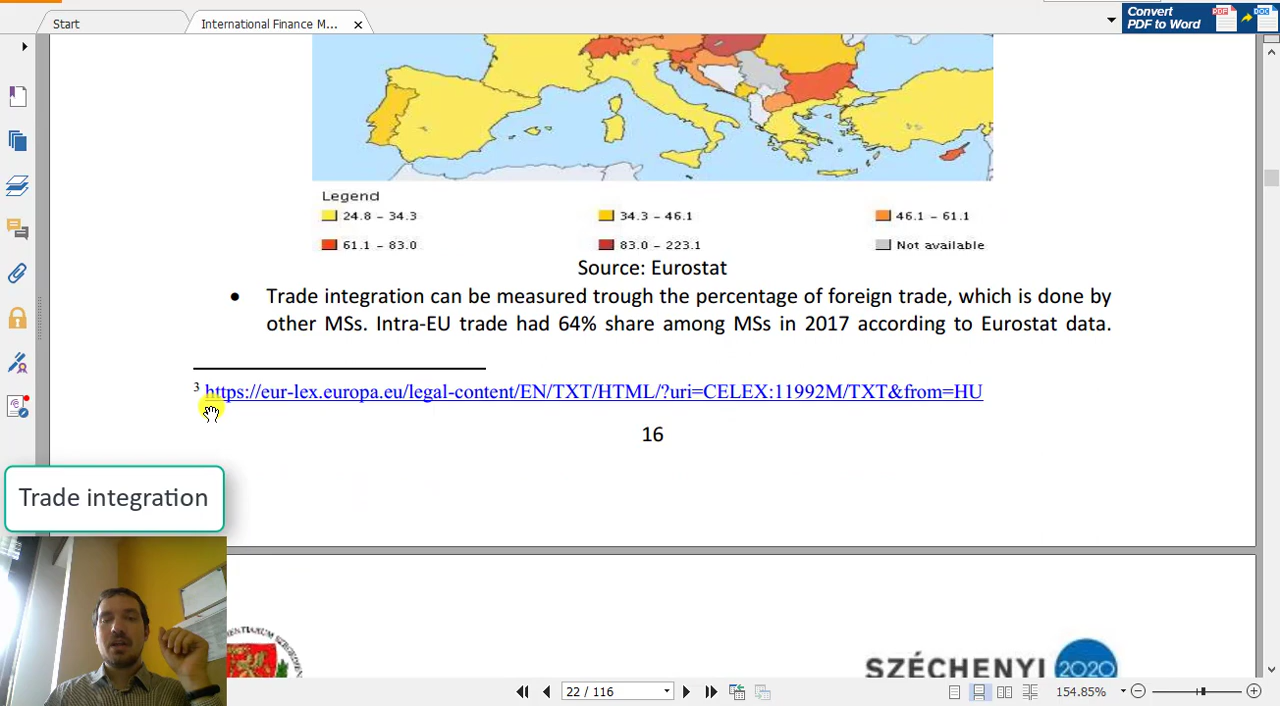 Start
International Finance M...
Convert
PDF to Word
PDF
DOC
Legend
24.8 – 34.3
34.3 – 46.1
46.1 – 61.1
61.1 – 83.0
83.0 – 223.1
Not available
Source: Eurostat
• Trade integration can be measured trough the percentage of foreign trade, which is done by
other MSs. Intra-EU trade had 64% share among MSs in 2017 according to Eurostat data.
3 https://eur-lex.europa.eu/legal-content/EN/TXT/HTML/?uri=CELEX:11992M/TXT&from=HU
16
Trade integration
SZÉCHENYI 2020
22 / 116
154.85%